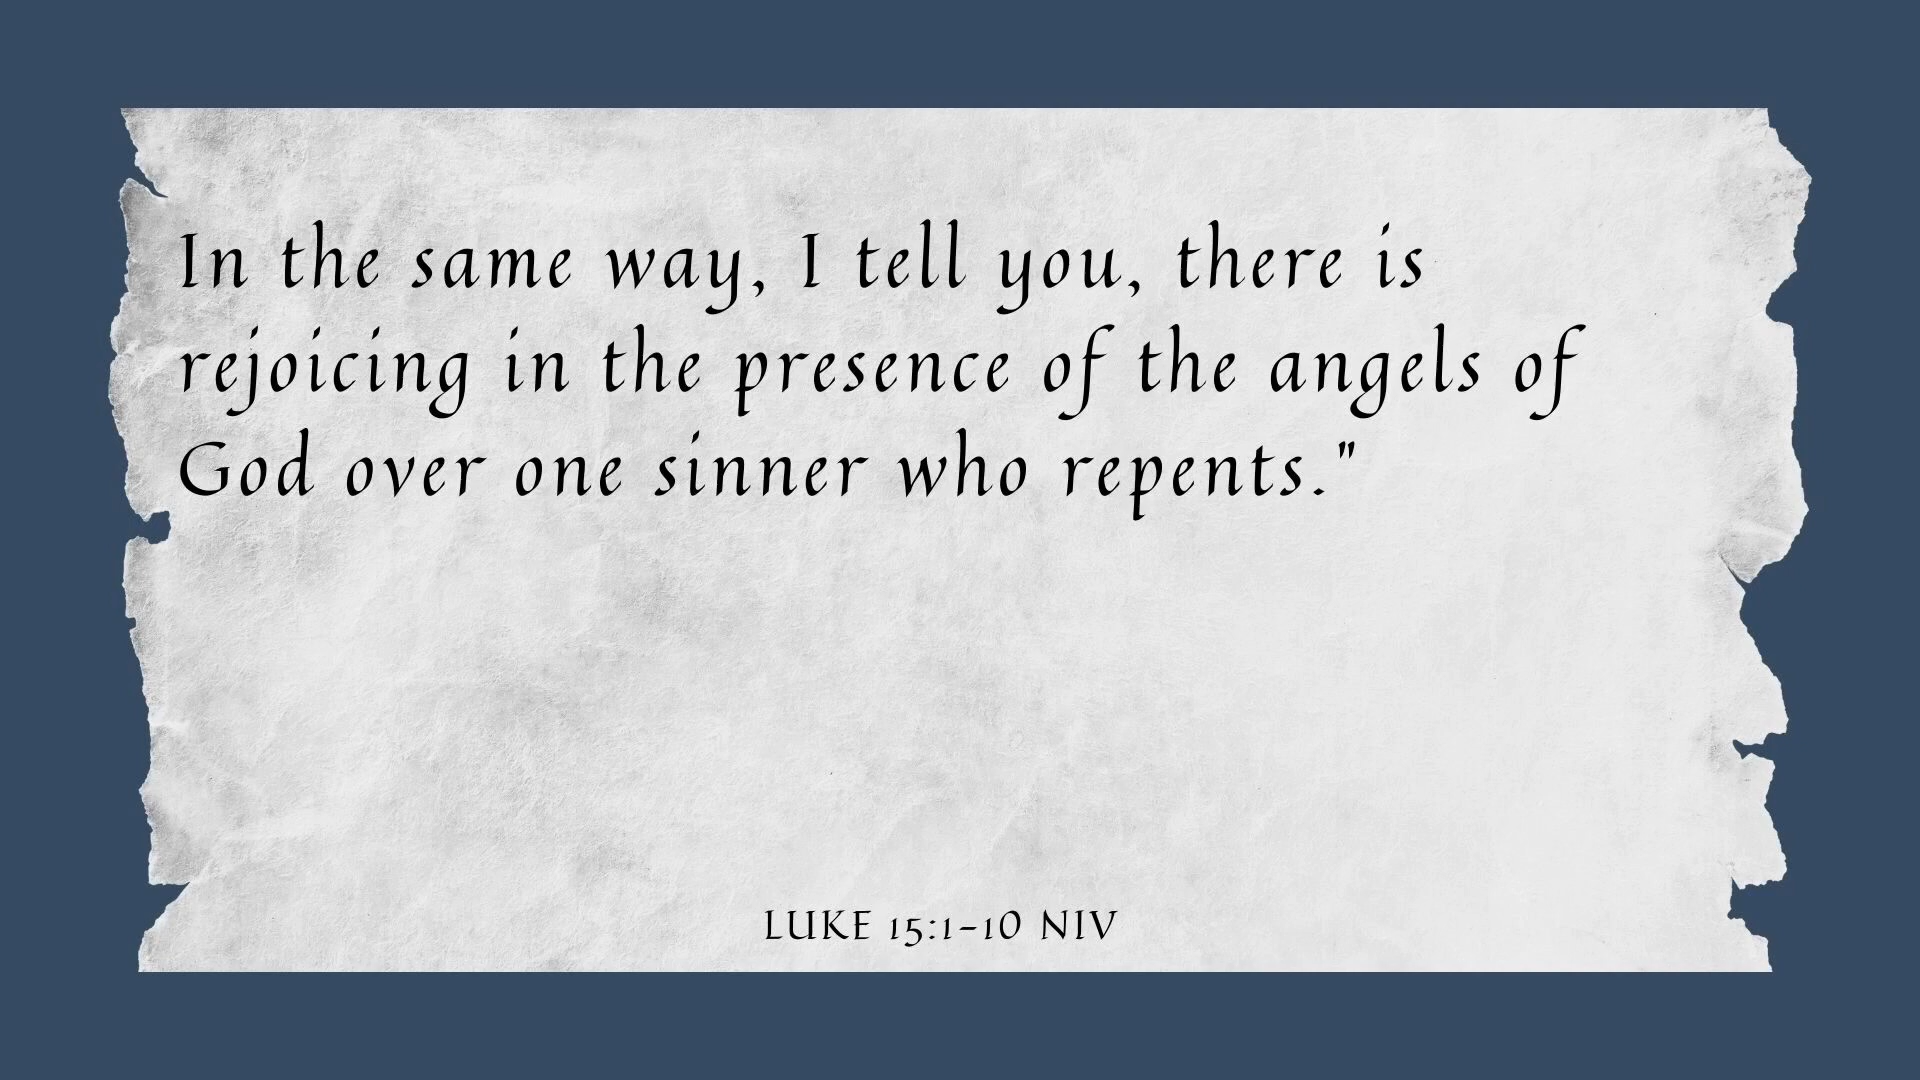 In the same way, I tell you, there is
rejoicing in the presence of the angels of
God over one sinner who repents."
LUKE 15:1-10 NIV